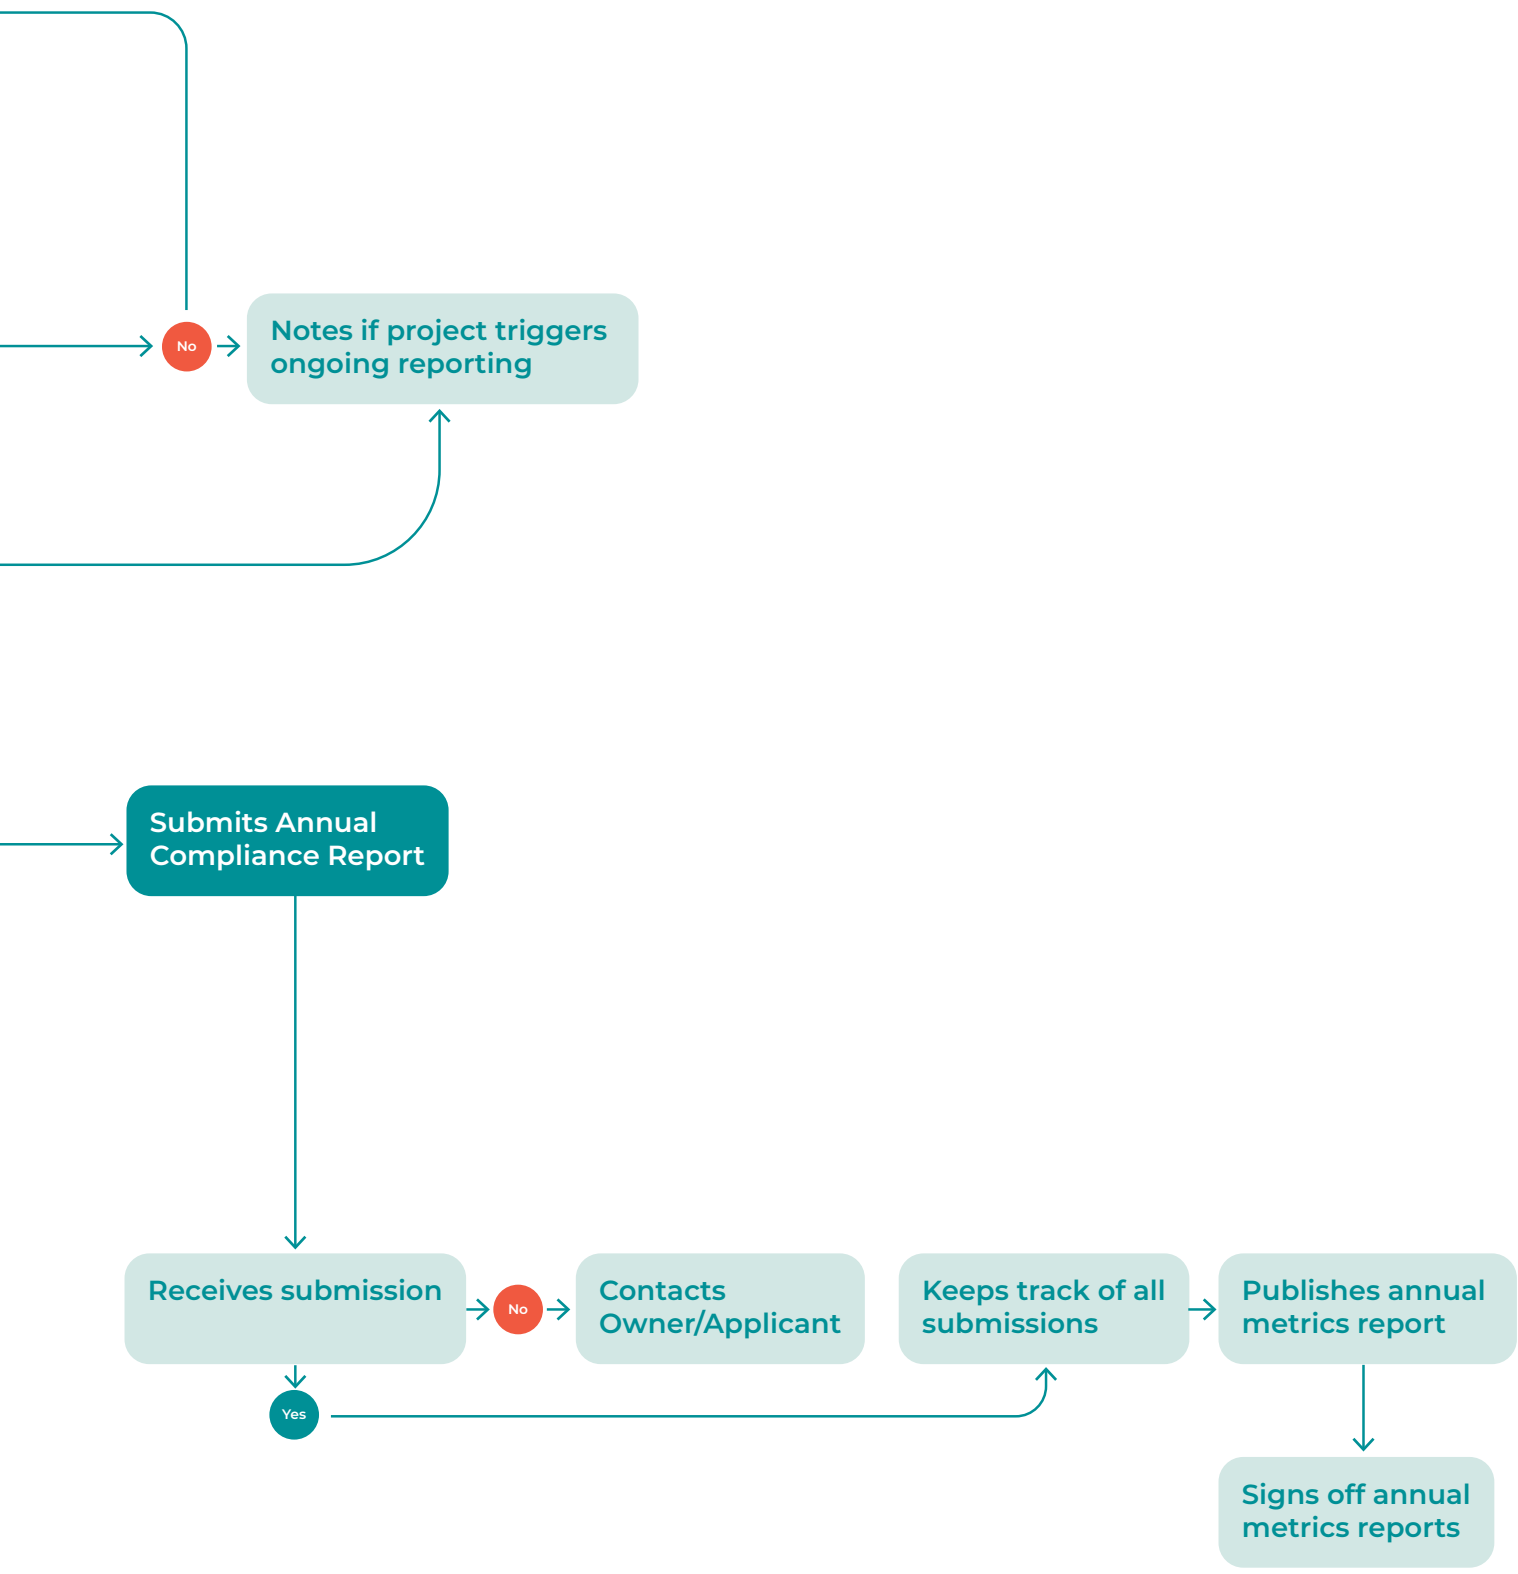 No
Notes if project triggers
ongoing reporting
Submits Annual
Compliance Report
Receives submission
No
Contacts
Owner/Applicant
Keeps track of all
submissions
Publishes annual
metrics report
Yes
Signs off annual
metrics reports